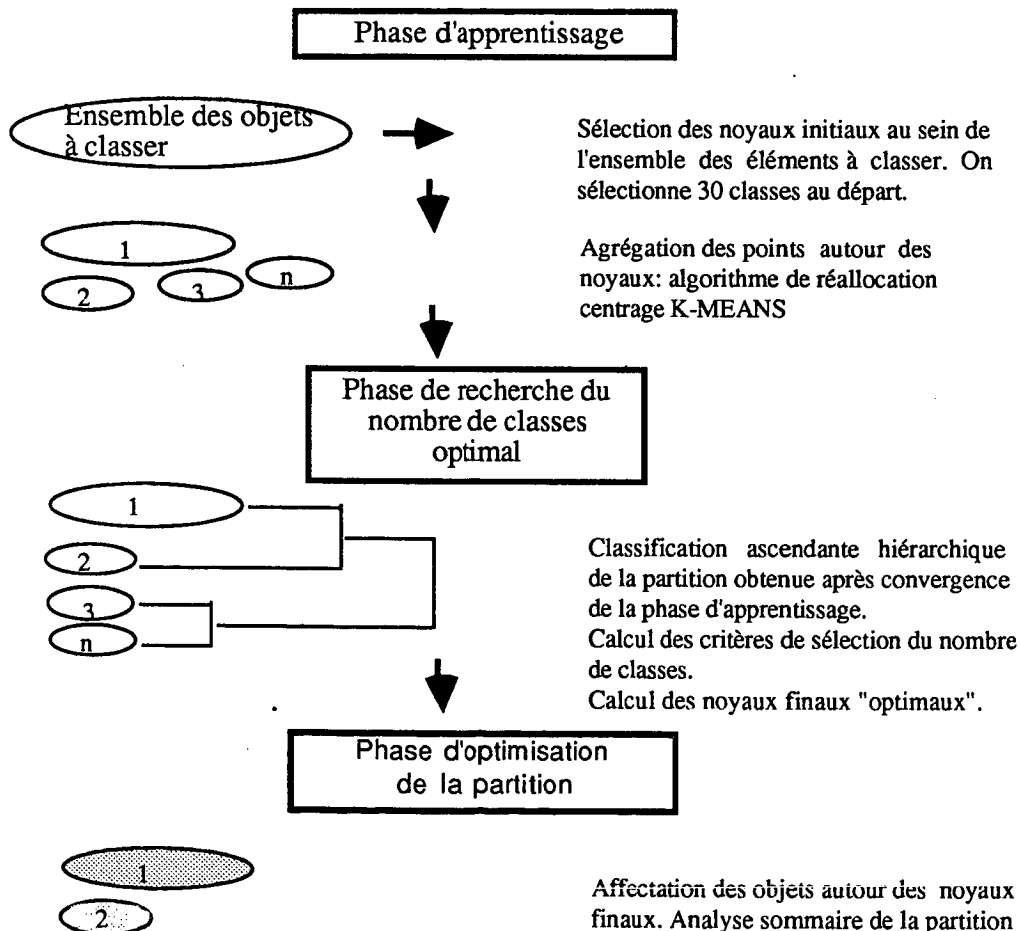 Phase d'apprentissage
Ensemble des objets
à classer
Sélection des noyaux initiaux au sein de
l'ensemble des éléments à classer. On
sélectionne 30 classes au départ.
1
2
3
n
Agrégation des points autour des
noyaux: algorithme de réallocation
centrage K-MEANS
Phase de recherche du
nombre de classes
optimal
1
2
3
n
Classification ascendante hiérarchique
de la partition obtenue après convergence
de la phase d'apprentissage.
Calcul des critères de sélection du nombre
de classes.
Calcul des noyaux finaux "optimaux".
Phase d'optimisation
de la partition
1
2
Affectation des objets autour des noyaux
finaux. Analyse sommaire de la partition